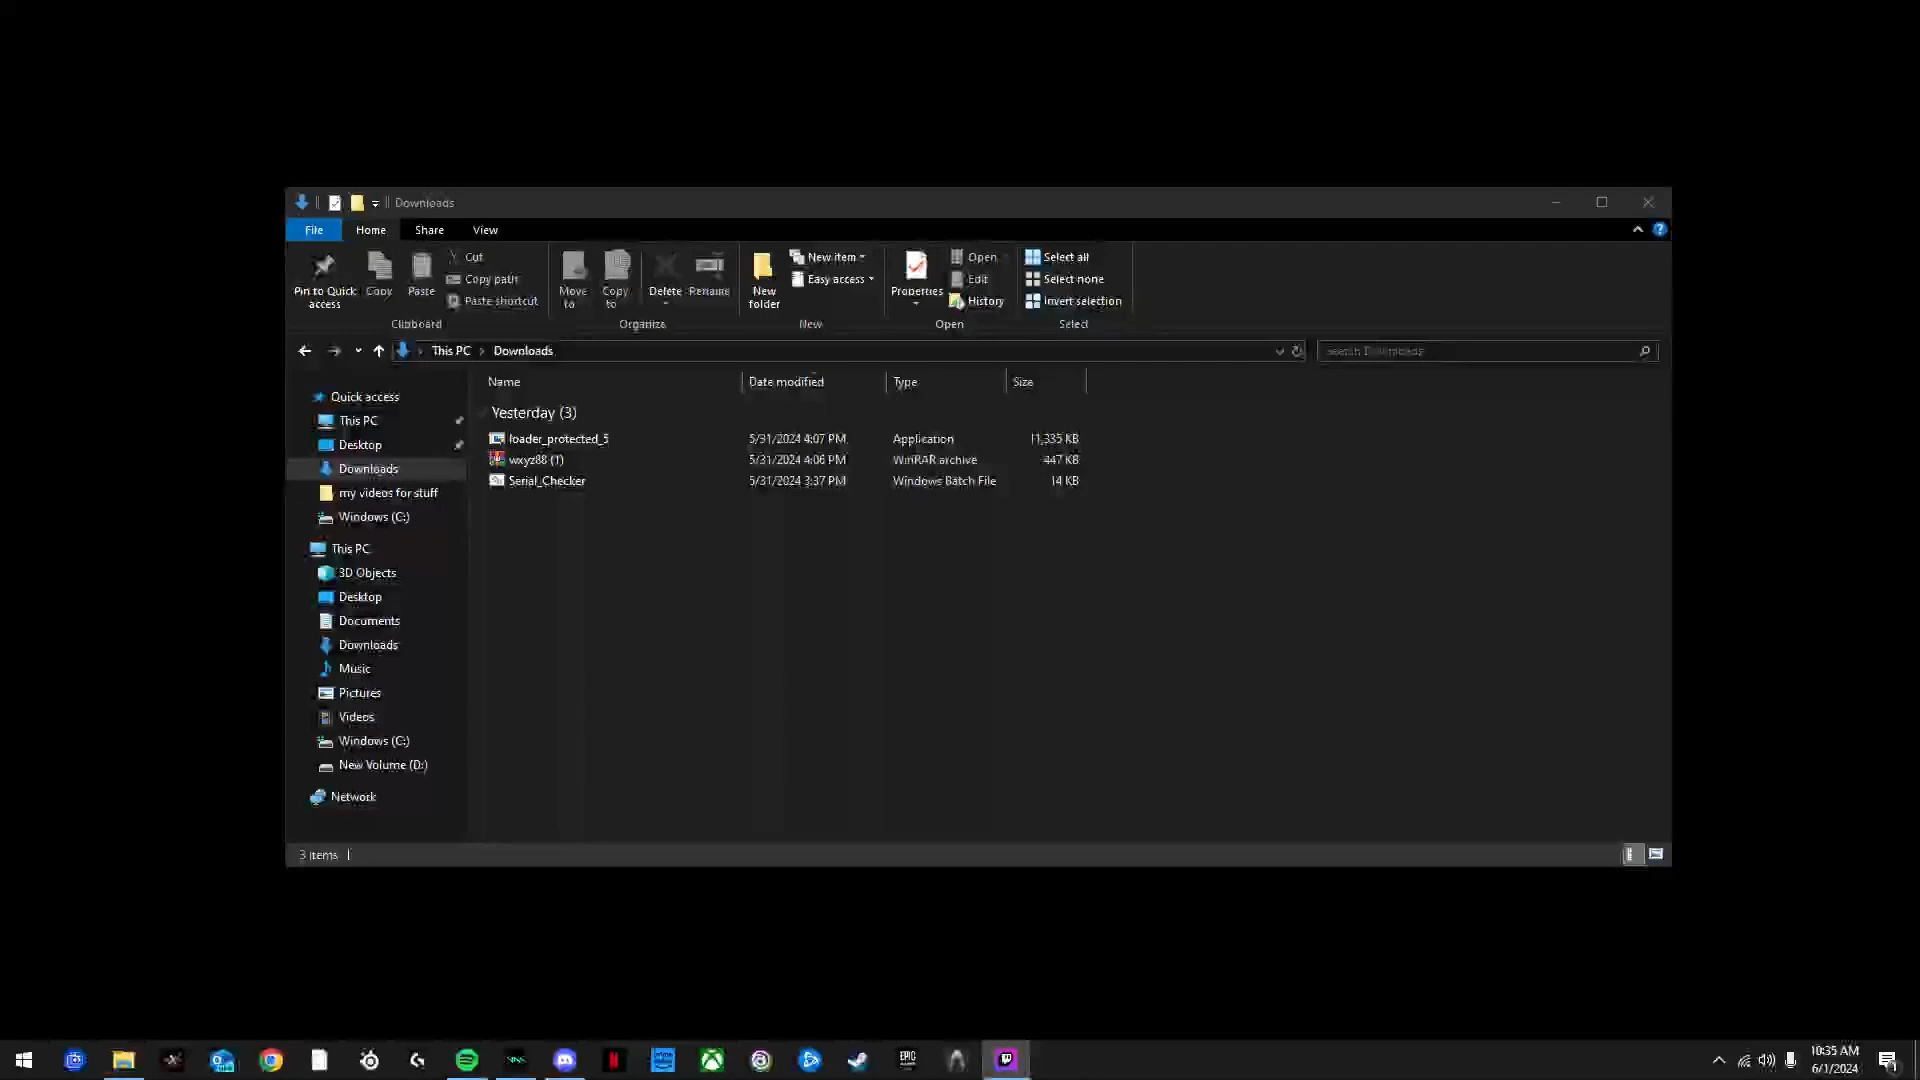 Downloads
File Home Share View
Pin to Quick access
Copy
Paste
Cut
Copy path
Paste shortcut
Clipboard
Move to
Copy to
Delete
Rename
Organize
New folder
New item
Easy access
New
Properties
Open
Edit
History
Open
Select all
Select none
Invert selection
Select
This PC Downloads
Search Downloads
Name Date modified Type Size
Yesterday (3)
loader_protected_5 5/31/2024 4:07 PM Application 11,335 KB
wxyz88 (1) 5/31/2024 4:06 PM WinRAR archive 447 KB
Serial_Checker 5/31/2024 3:37 PM Windows Batch File 14 KB
Quick access
This PC
Desktop
Downloads
my videos for stuff
Windows (C:)
This PC
3D Objects
Desktop
Documents
Downloads
Music
Pictures
Videos
Windows (C:)
New Volume (D:)
Network
3 items
EPIC
10:35 AM
6/1/2024